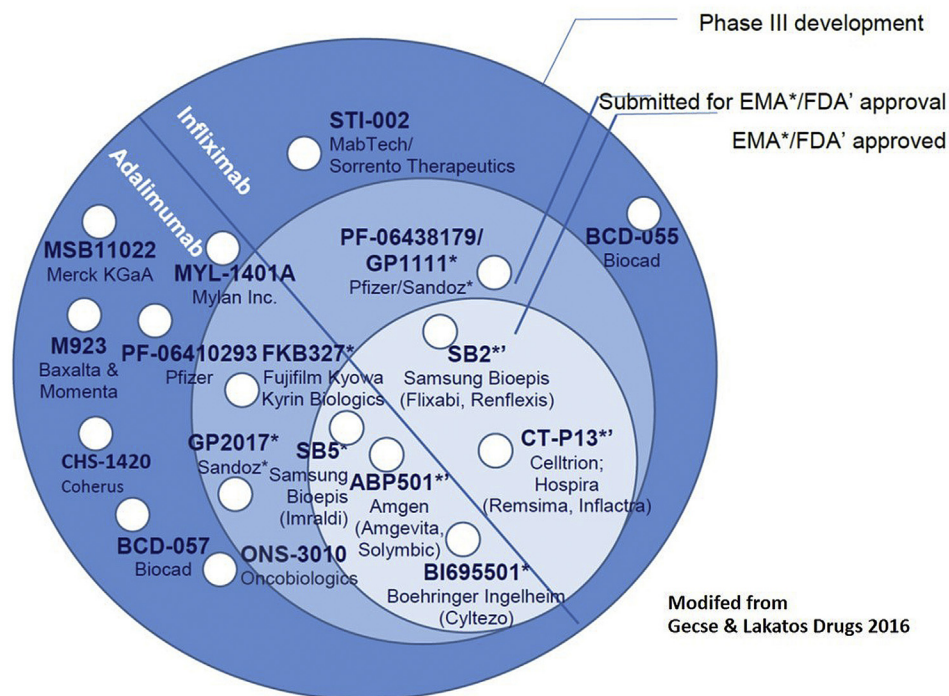 Phase III development
Submitted for EMA*/FDA' approval
EMA*/FDA' approved
Infliximab
Adalimumab
STI-002
MabTech/
Sorrento Therapeutics
BCD-055
Biocad
PF-06438179/
GP1111*
Pfizer/Sandoz*
MSB11022
Merck KGaA
MYL-1401A
Mylan Inc.
M923
Baxalta &
Momenta
PF-06410293
Pfizer
FKB327*
Fujifilm Kyowa
Kyrin Biologics
SB2*'
Samsung Bioepis
(Flixabi, Renflexis)
CHS-1420
Coherus
GP2017*
Sandoz*
SB5*
Samsung
Bioepis
(Imraldi)
ABP501*'
Amgen
(Amgevita,
Solymbic)
CT-P13*'
Celltrion;
Hospira
(Remsima, Inflactra)
BCD-057
Biocad
ONS-3010
Oncobiologics
BI695501*
Boehringer Ingelheim
(Cyltezo)
Modifed from
Gecse & Lakatos Drugs 2016